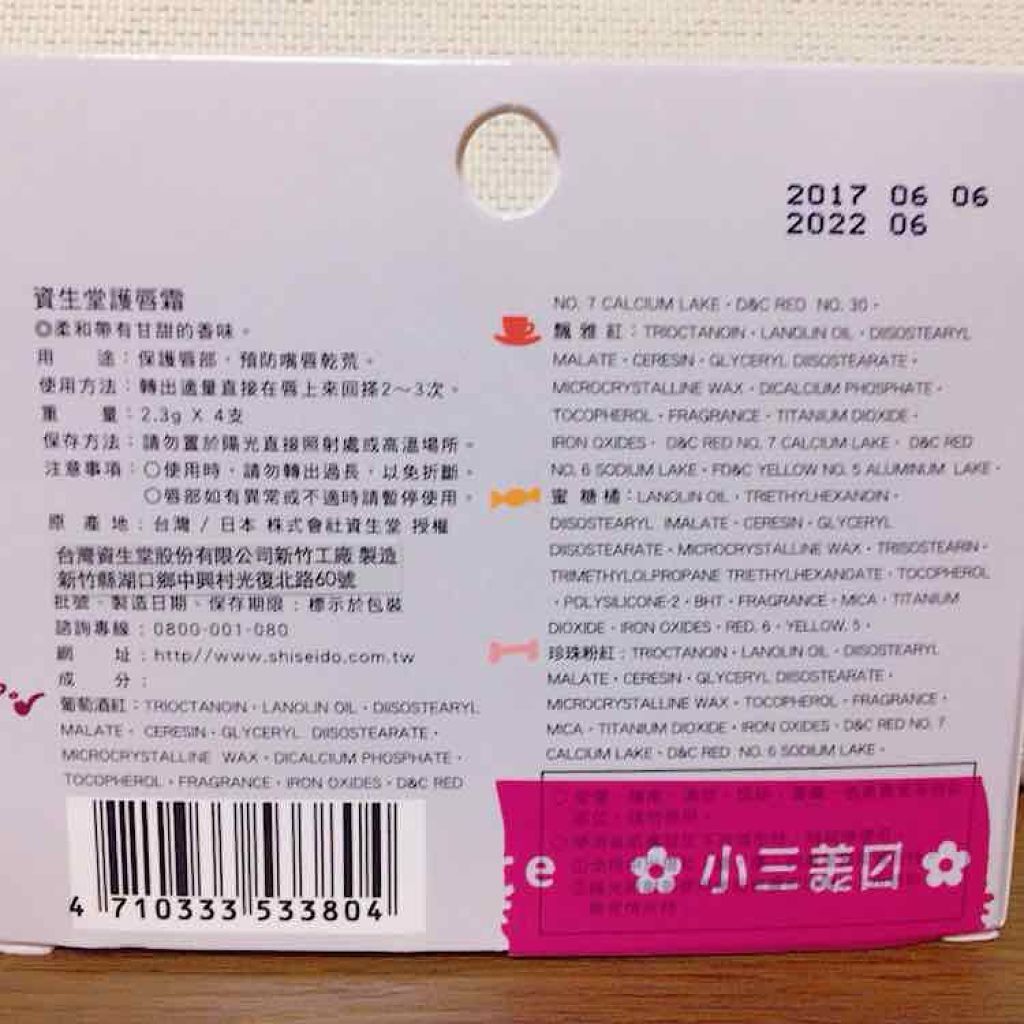 2017 06 06
2022 06
資生堂護唇霜
◎柔和帶有甘甜的香味。
用 途：保護唇部，預防嘴唇乾荒。
使用方法：轉出適量直接在唇上來回搽2～3次。
重 量：2.3g X 4支
保存方法：請勿置於陽光直接照射處或高溫場所。
注意事項：○使用時，請勿轉出過長，以免折斷。
○唇部如有異常或不適時請暫停使用。
原 產 地：台灣 / 日本 株式會社資生堂 授權
台灣資生堂股份有限公司新竹工廠 製造
新竹縣湖口鄉中興村光復北路60號
批號、製造日期、保存期限：標示於包裝
諮詢專線：0800-001-080
網 址：http//www.shiseido.com.tw
成 分：
葡萄酒紅：TRIOCTANOIN・LANOLIN OIL・DIISOSTEARYL
MALATE・CERESIN・GLYCERYL DIISOSTEARATE・
MICROCRYSTALLINE WAX・DICALCIUM PHOSPHATE・
TOCOPHEROL・FRAGRANCE・IRON OXIDES・D&C RED
NO. 7 CALCIUM LAKE・D&C RED NO. 30・
飄雅紅：TRIOCTANOIN・LANOLIN OIL・DIISOSTEARYL
MALATE・CERESIN・GLYCERYL DIISOSTEARATE・
MICROCRYSTALLINE WAX・DICALCIUM PHOSPHATE・
TOCOPHEROL・FRAGRANCE・TITANIUM DIOXIDE・
IRON OXIDES・D&C RED NO. 7 CALCIUM LAKE・D&C RED
NO. 6 SODIUM LAKE・FD&C YELLOW NO. 5 ALUMINUM LAKE・
蜜糖橘：LANOLIN OIL・TRIETHYLHEXANOIN・
DIISOSTEARYL IMALATE・CERESIN・GLYCERYL
DIISOSTEARATE・MICROCRYSTALLINE WAX・TRIISOSTEARIN・
TRIMETHYLOLPROPANE TRIETHYLHEXANOATE・TOCOPHEROL
・POLYSILICONE-2・BHT・FRAGRANCE・MICA・TITANIUM
DIOXIDE・IRON OXIDES・RED. 6・YELLOW. 5・
珍珠粉紅：TRIOCTANOIN・LANOLIN OIL・DIISOSTEARYL
MALATE・CERESIN・GLYCERYL DIISOSTEARATE・
MICROCRYSTALLINE WAX・TOCOPHEROL・FRAGRANCE・
MICA・TITANIUM DIOXIDE・IRON OXIDES・D&C RED NO. 7
CALCIUM LAKE・D&C RED NO. 6 SODIUM LAKE・
4 710333 533804
te 小三美日